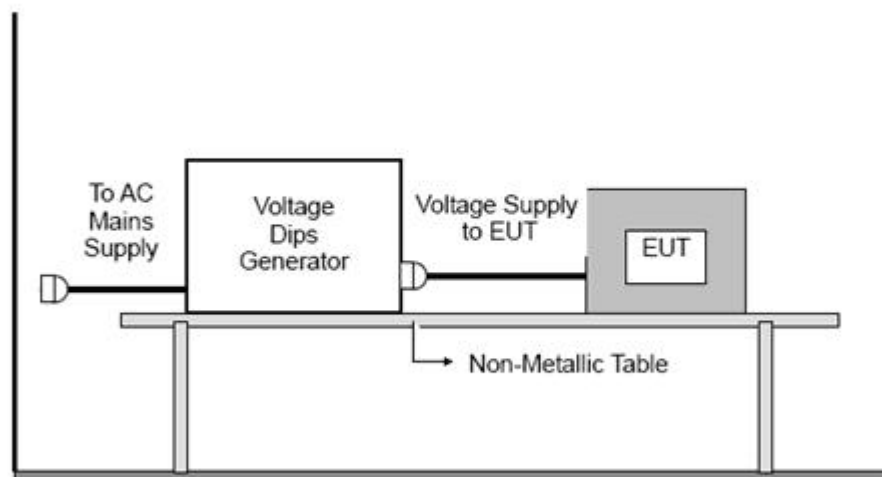 To AC
Mains
Supply
Voltage
Dips
Generator
Voltage Supply
to EUT
EUT
Non-Metallic Table